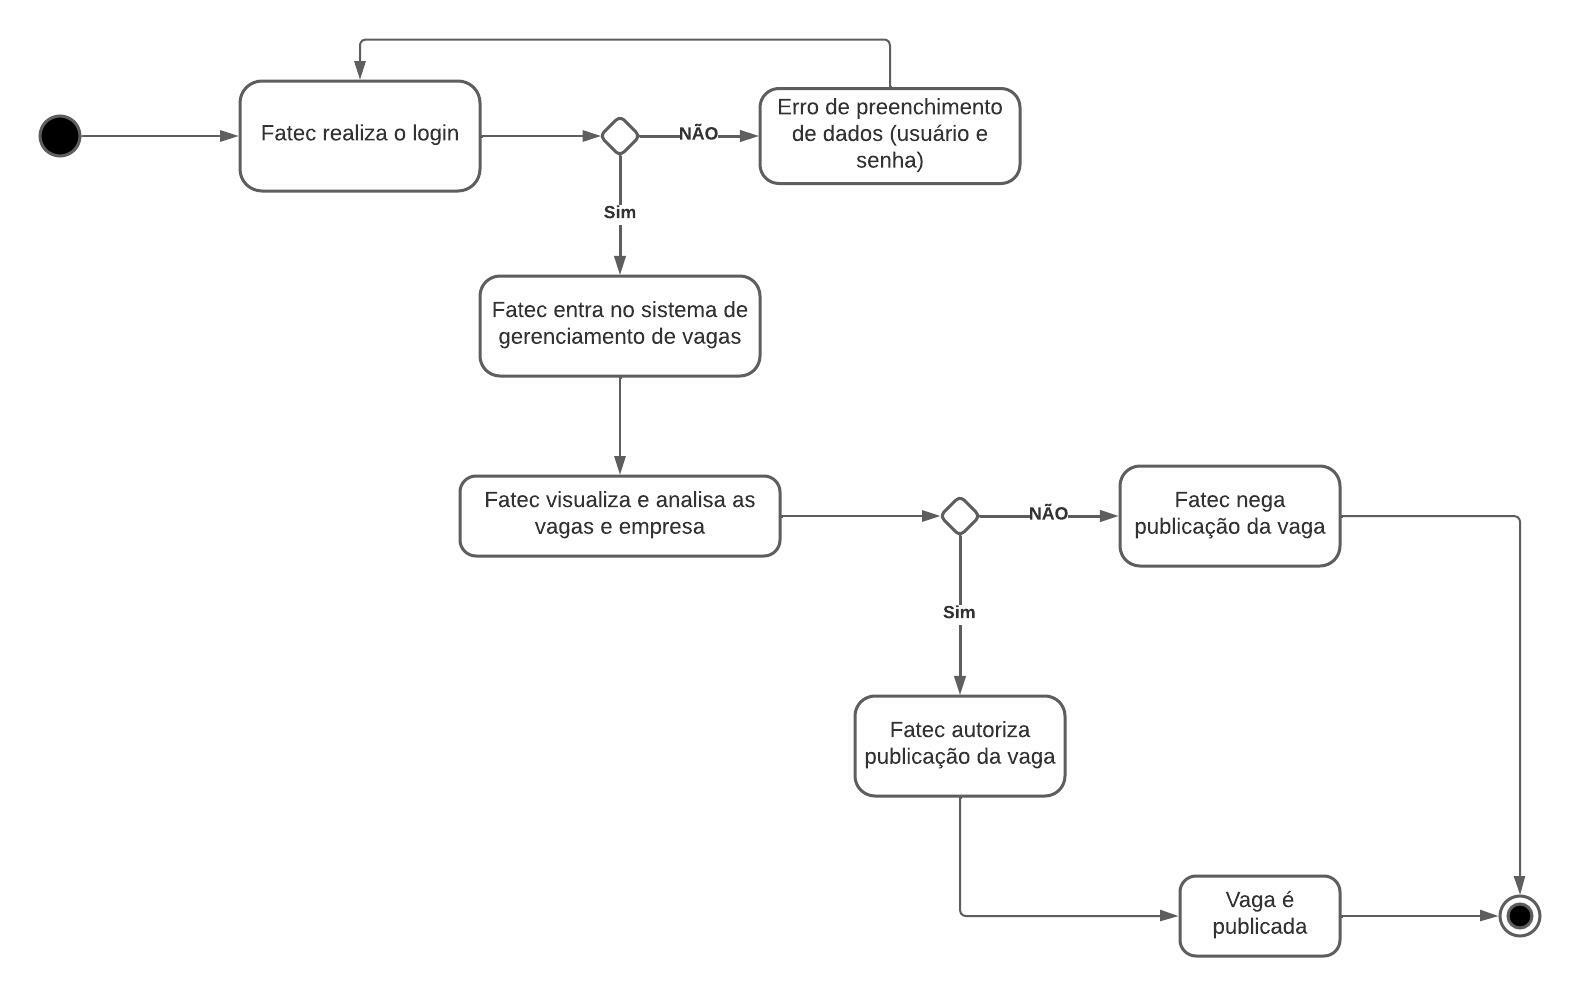 Fatec realiza o login
NÃO
Erro de preenchimento
de dados (usuário e
senha)
Sim
Fatec entra no sistema de
gerenciamento de vagas
Fatec visualiza e analisa as
vagas e empresa
NÃO
Fatec nega
publicação da vaga
Sim
Fatec autoriza
publicação da vaga
Vaga é
publicada